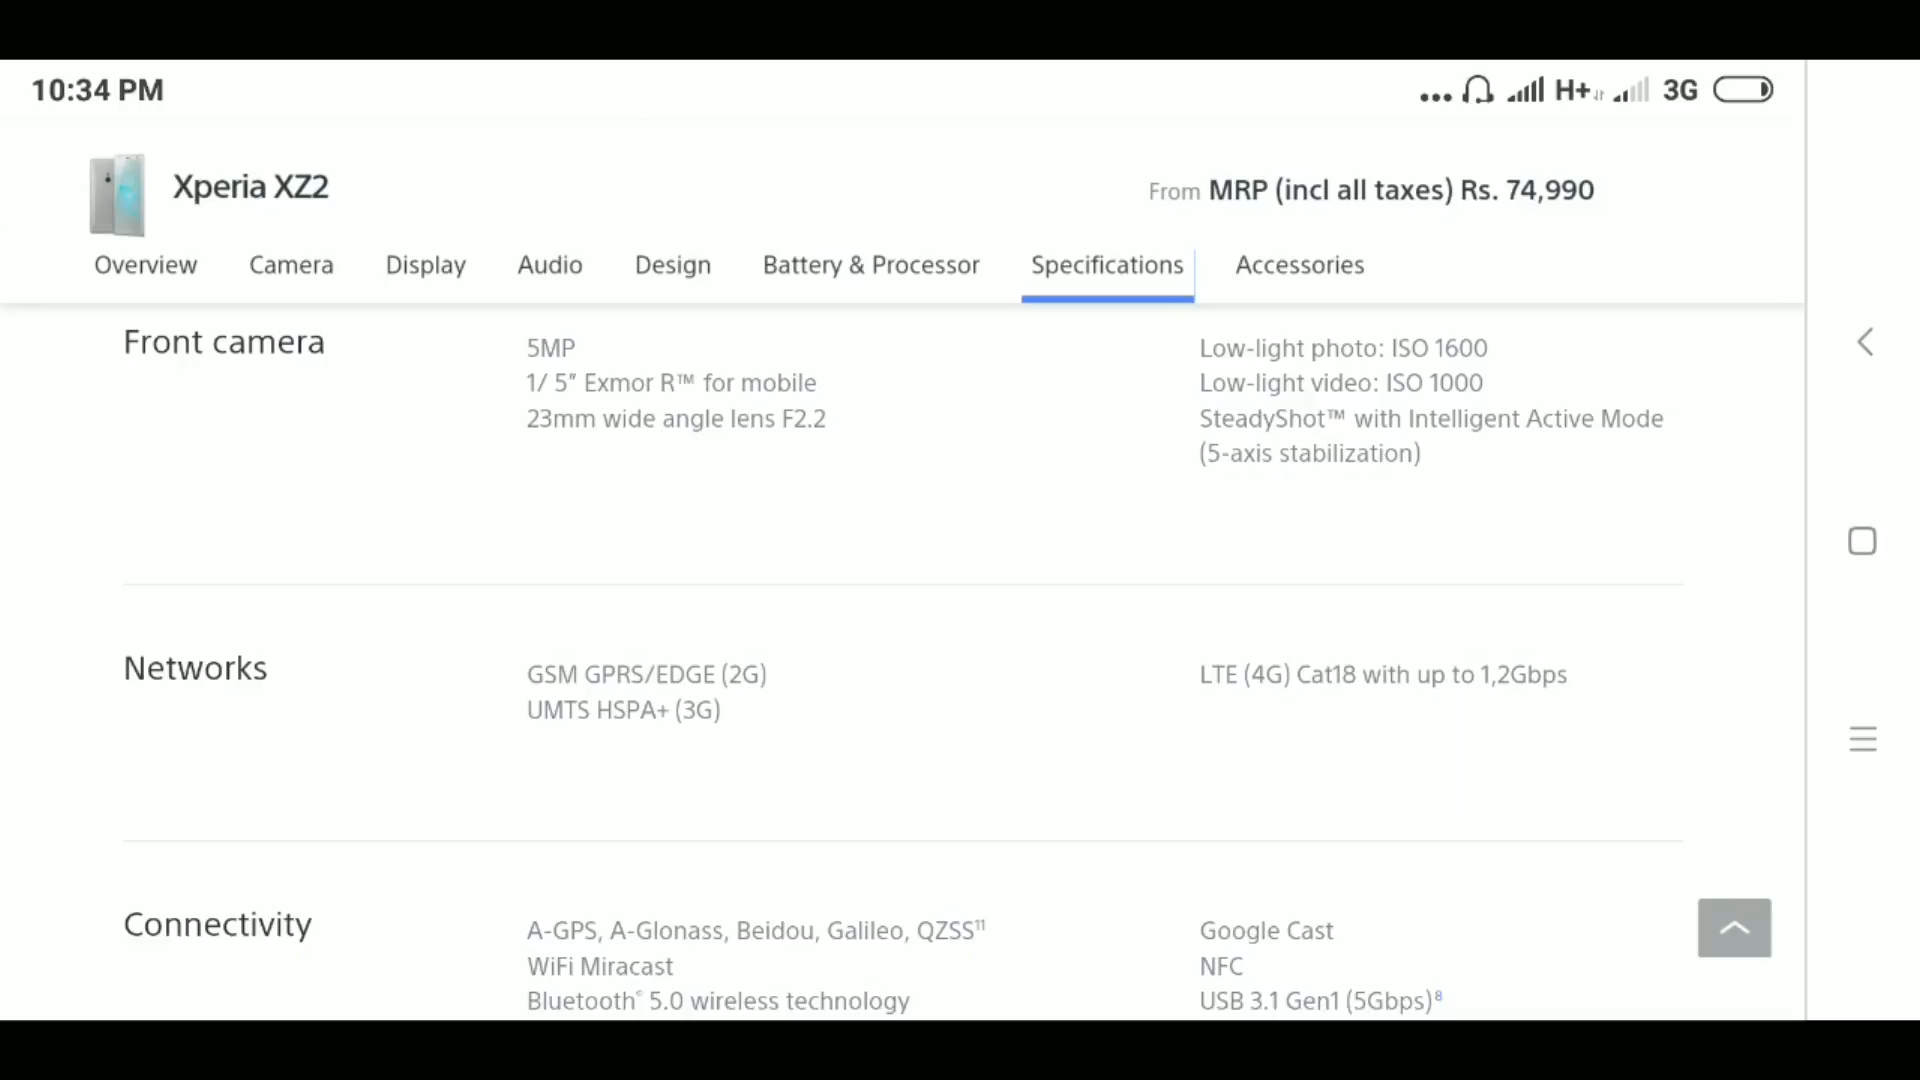 10:34 PM
... H+ 3G
Xperia XZ2
From MRP (incl all taxes) Rs. 74,990
Overview Camera Display Audio Design Battery & Processor Specifications Accessories
Front camera
5MP
1/ 5” Exmor R™ for mobile
23mm wide angle lens F2.2
Low-light photo: ISO 1600
Low-light video: ISO 1000
SteadyShot™ with Intelligent Active Mode
(5-axis stabilization)
Networks
GSM GPRS/EDGE (2G)
UMTS HSPA+ (3G)
LTE (4G) Cat18 with up to 1,2Gbps
Connectivity
A-GPS, A-Glonass, Beidou, Galileo, QZSS¹¹
WiFi Miracast
Bluetooth® 5.0 wireless technology
Google Cast
NFC
USB 3.1 Gen1 (5Gbps)⁸